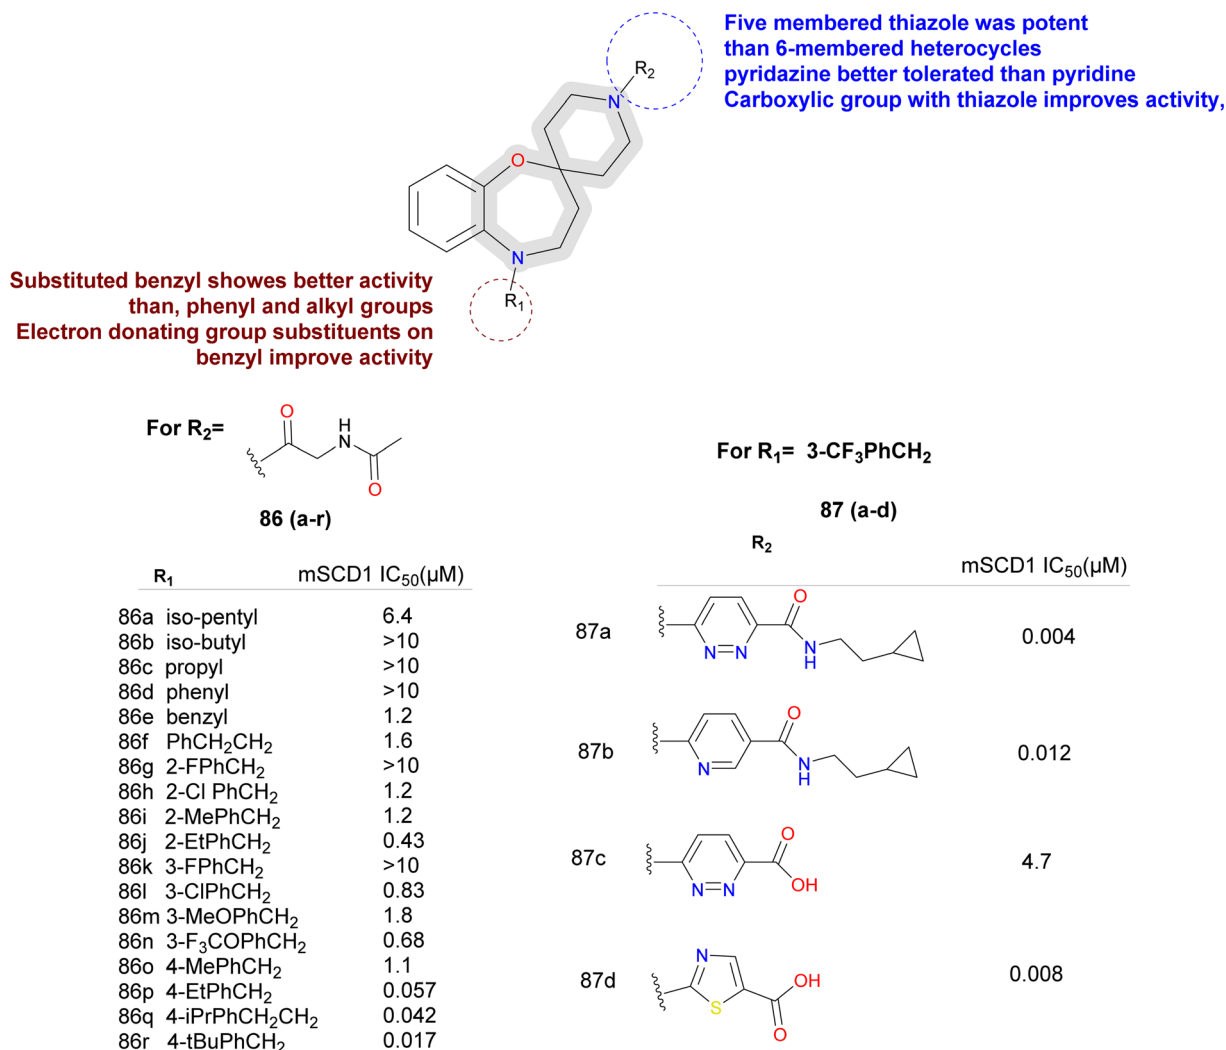 Five membered thiazole was potent
than 6-membered heterocycles
pyridazine better tolerated than pyridine
Carboxylic group with thiazole improves activity,
R2
N
O
N
R1
Substituted benzyl showes better activity
than, phenyl and alkyl groups
Electron donating group substituents on
benzyl improve activity
For R2=
O
H
N
O
86 (a-r)
R1 mSCD1 IC50(µM)
86a iso-pentyl 6.4
86b iso-butyl >10
86c propyl >10
86d phenyl >10
86e benzyl 1.2
86f PhCH2CH2 1.6
86g 2-FPhCH2 >10
86h 2-Cl PhCH2 1.2
86i 2-MePhCH2 1.2
86j 2-EtPhCH2 0.43
86k 3-FPhCH2 >10
86l 3-ClPhCH2 0.83
86m 3-MeOPhCH2 1.8
86n 3-F3COPhCH2 0.68
86o 4-MePhCH2 1.1
86p 4-EtPhCH2 0.057
86q 4-iPrPhCH2CH2 0.042
86r 4-tBuPhCH2 0.017
For R1= 3-CF3PhCH2
87 (a-d)
R2 mSCD1 IC50(µM)
87a
O
N N
N
H
0.004
87b
O
N
N
H
0.012
87c
O
N N
OH
4.7
87d
N
S
OH
O
0.008